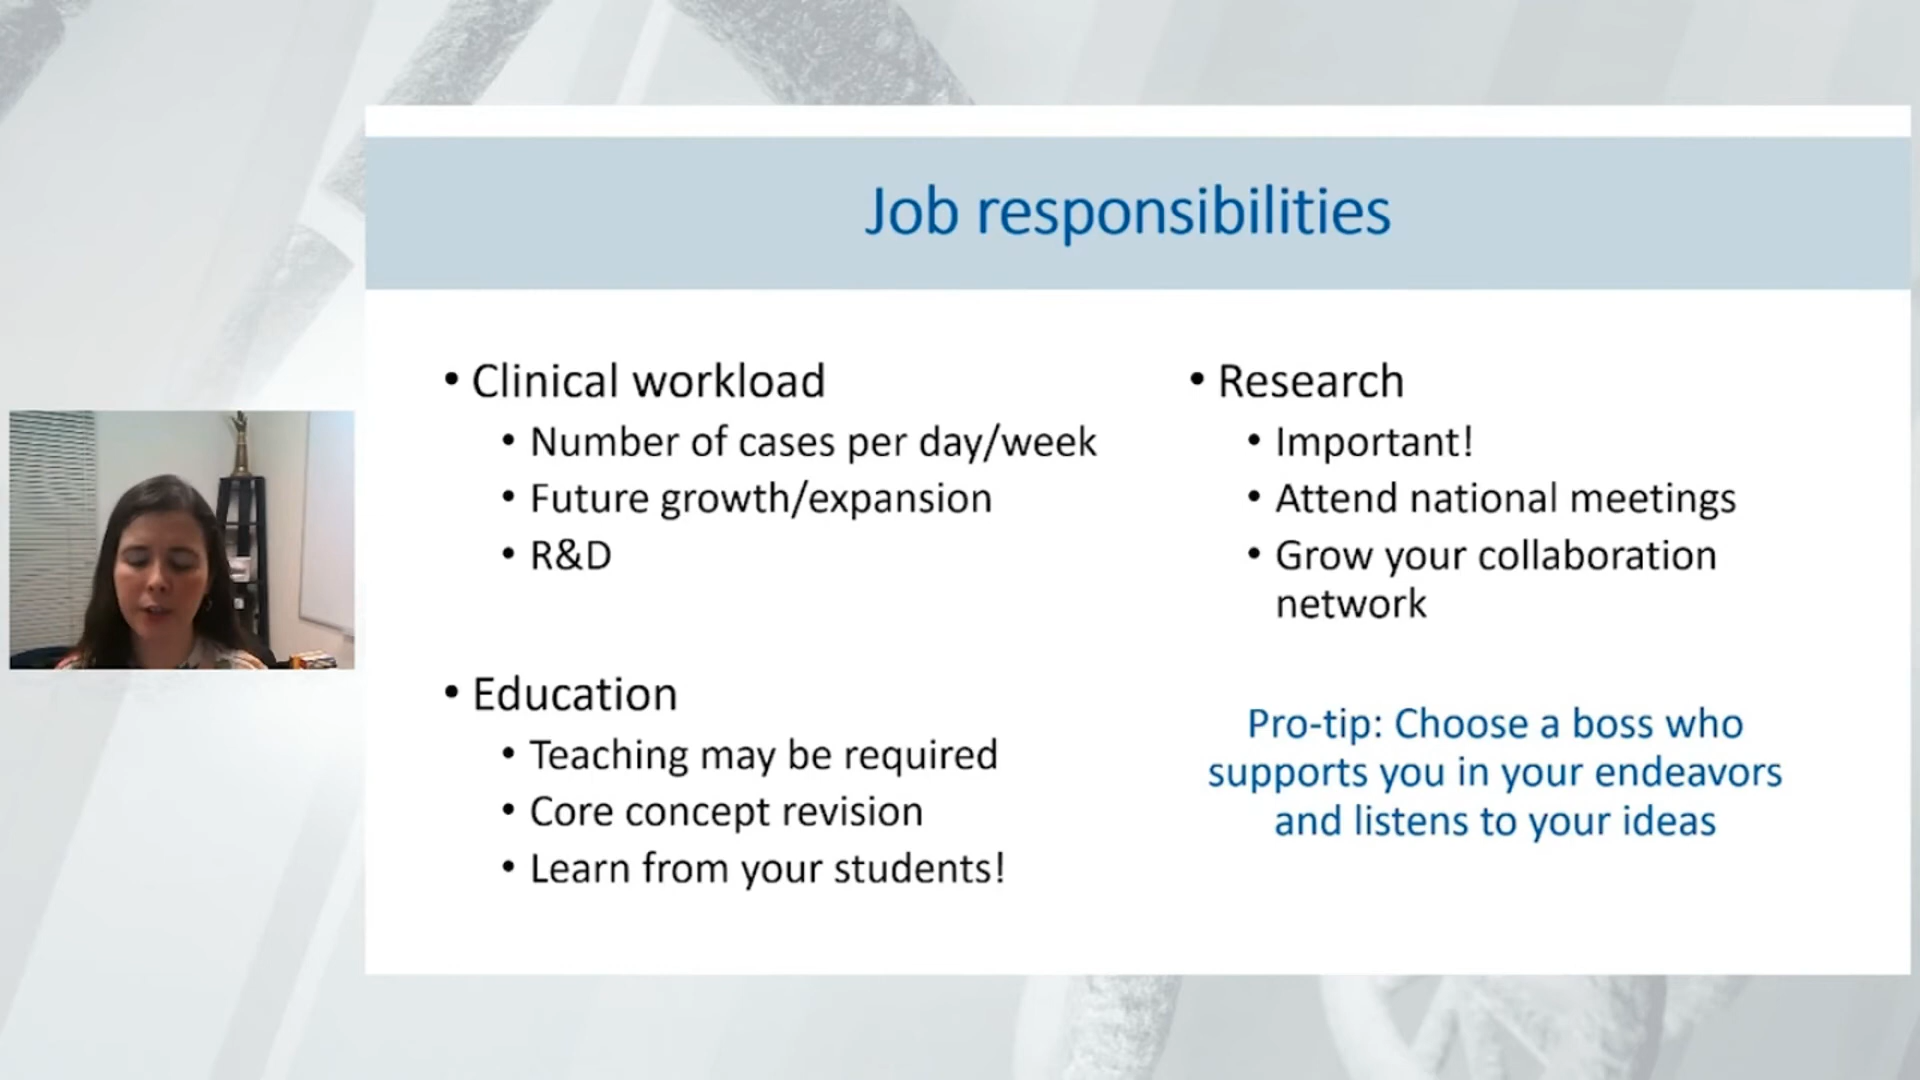 Job responsibilities
• Clinical workload
• Number of cases per day/week
• Future growth/expansion
• R&D
• Education
• Teaching may be required
• Core concept revision
• Learn from your students!
• Research
• Important!
• Attend national meetings
• Grow your collaboration
network
Pro-tip: Choose a boss who
supports you in your endeavors
and listens to your ideas